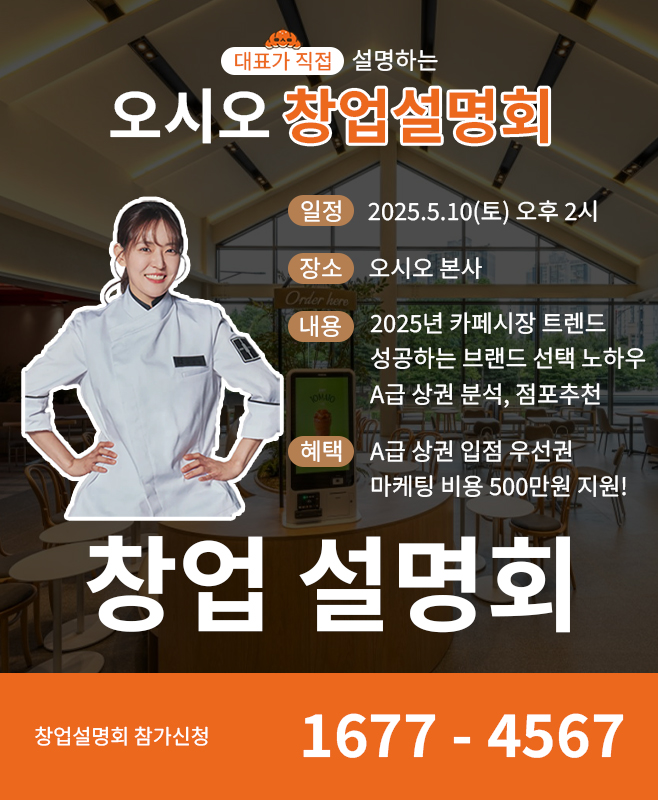 대표가 직접 설명하는
오시오 창업설명회
일정 2025.5.10(토) 오후 2시
장소 오시오 본사
Order here
내용 2025년 카페시장 트렌드
성공하는 브랜드 선택 노하우
A급 상권 분석, 점포추천
혜택 A급 상권 입점 우선권
마케팅 비용 500만원 지원!
창업 설명회
창업설명회 참가신청 1677 - 4567